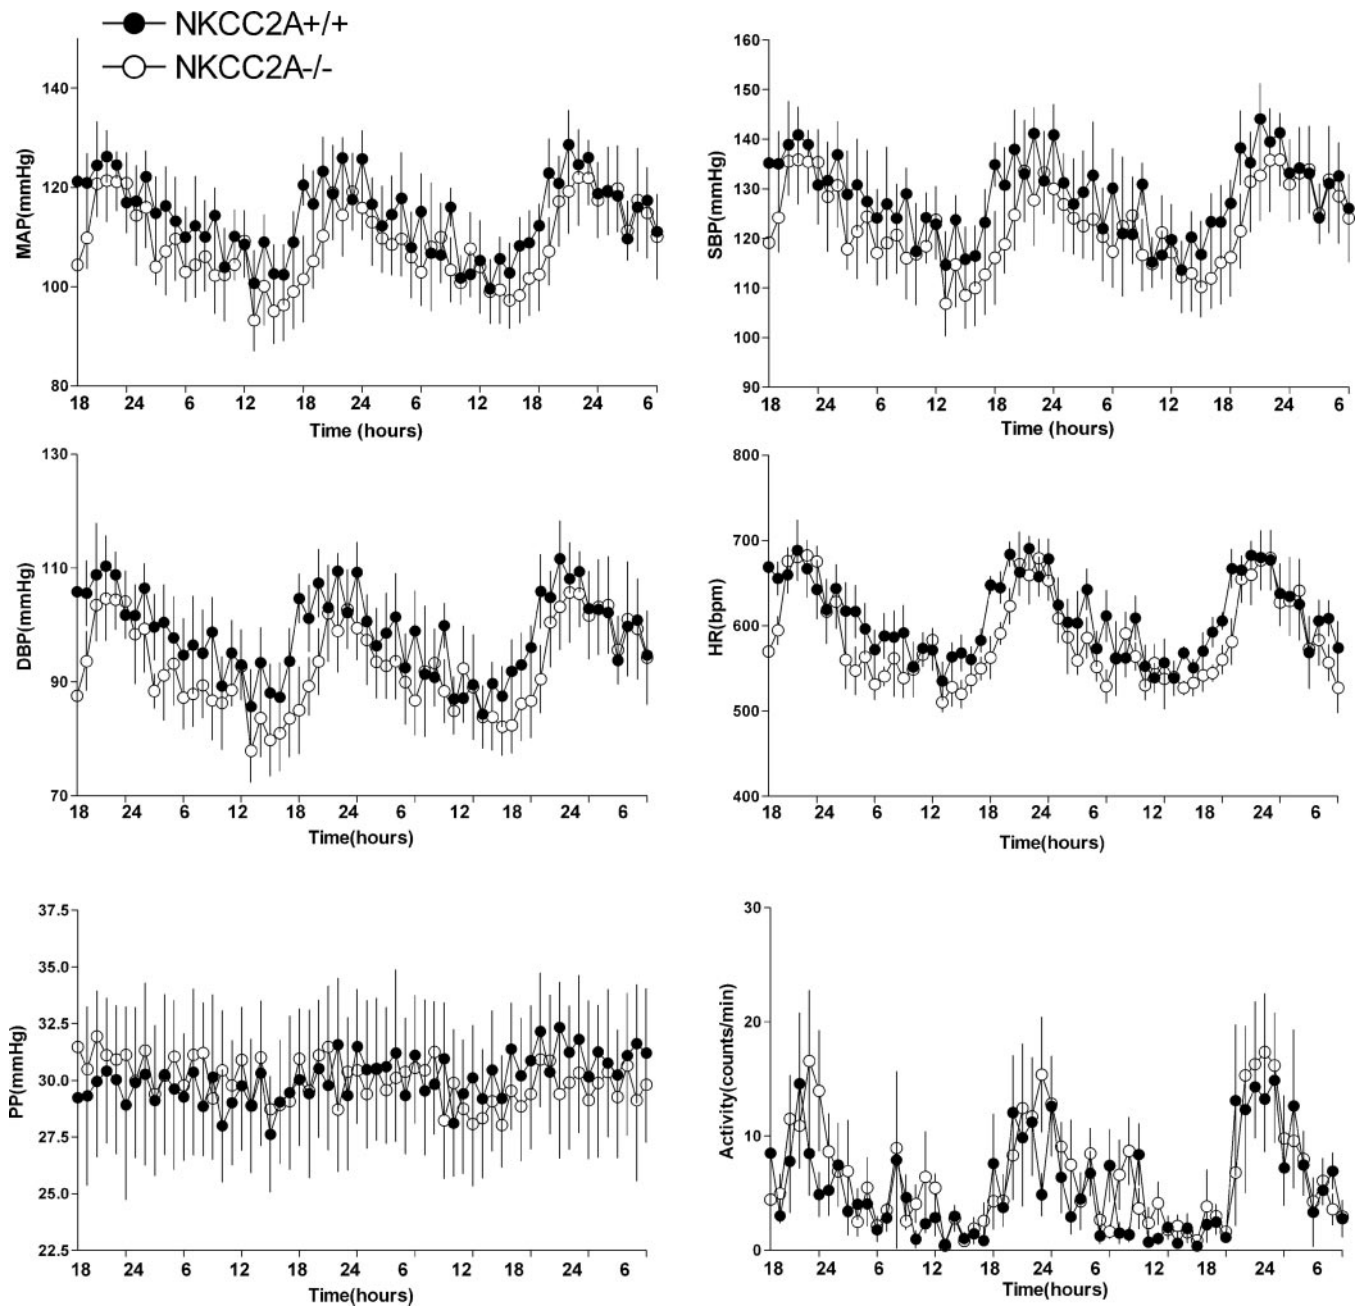 NKCC2A+/+
NKCC2A-/-
MAP(mmHg)
140
120
100
80
18 24 6 12 18 24 6 12 18 24 6
Time (hours)
SBP(mmHg)
160
150
140
130
120
110
100
90
18 24 6 12 18 24 6 12 18 24 6
Time (hours)
DBP(mmHg)
130
110
90
70
18 24 6 12 18 24 6 12 18 24 6
Time(hours)
HR(bpm)
800
700
600
500
400
18 24 6 12 18 24 6 12 18 24 6
Time(hours)
PP(mmHg)
37.5
35.0
32.5
30.0
27.5
25.0
22.5
18 24 6 12 18 24 6 12 18 24 6
Time(hours)
Activity(counts/min)
30
20
10
0
18 24 6 12 18 24 6 12 18 24 6
Time(hours)